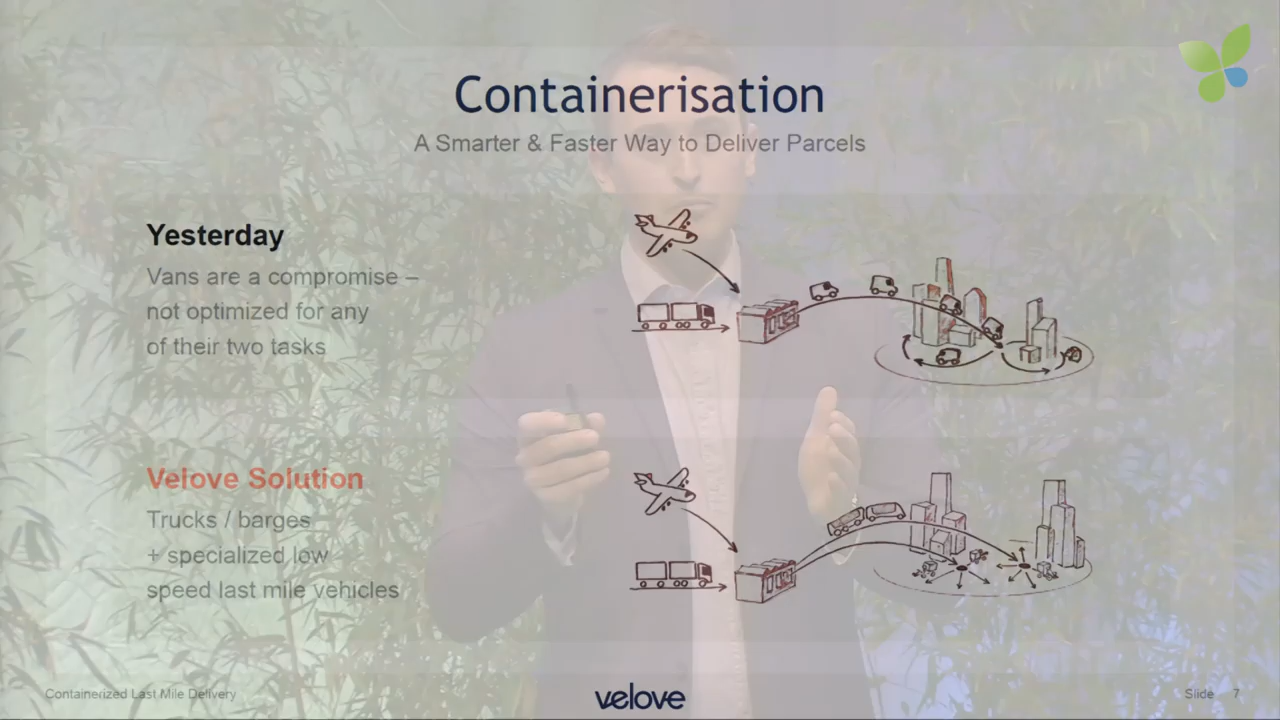 Containerisation
A Smarter & Faster Way to Deliver Parcels
Yesterday
Vans are a compromise –
not optimized for any
of their two tasks
Velove Solution
Trucks / barges
+ specialized low
speed last mile vehicles
Containerized Last Mile Delivery
velove
Slide 7